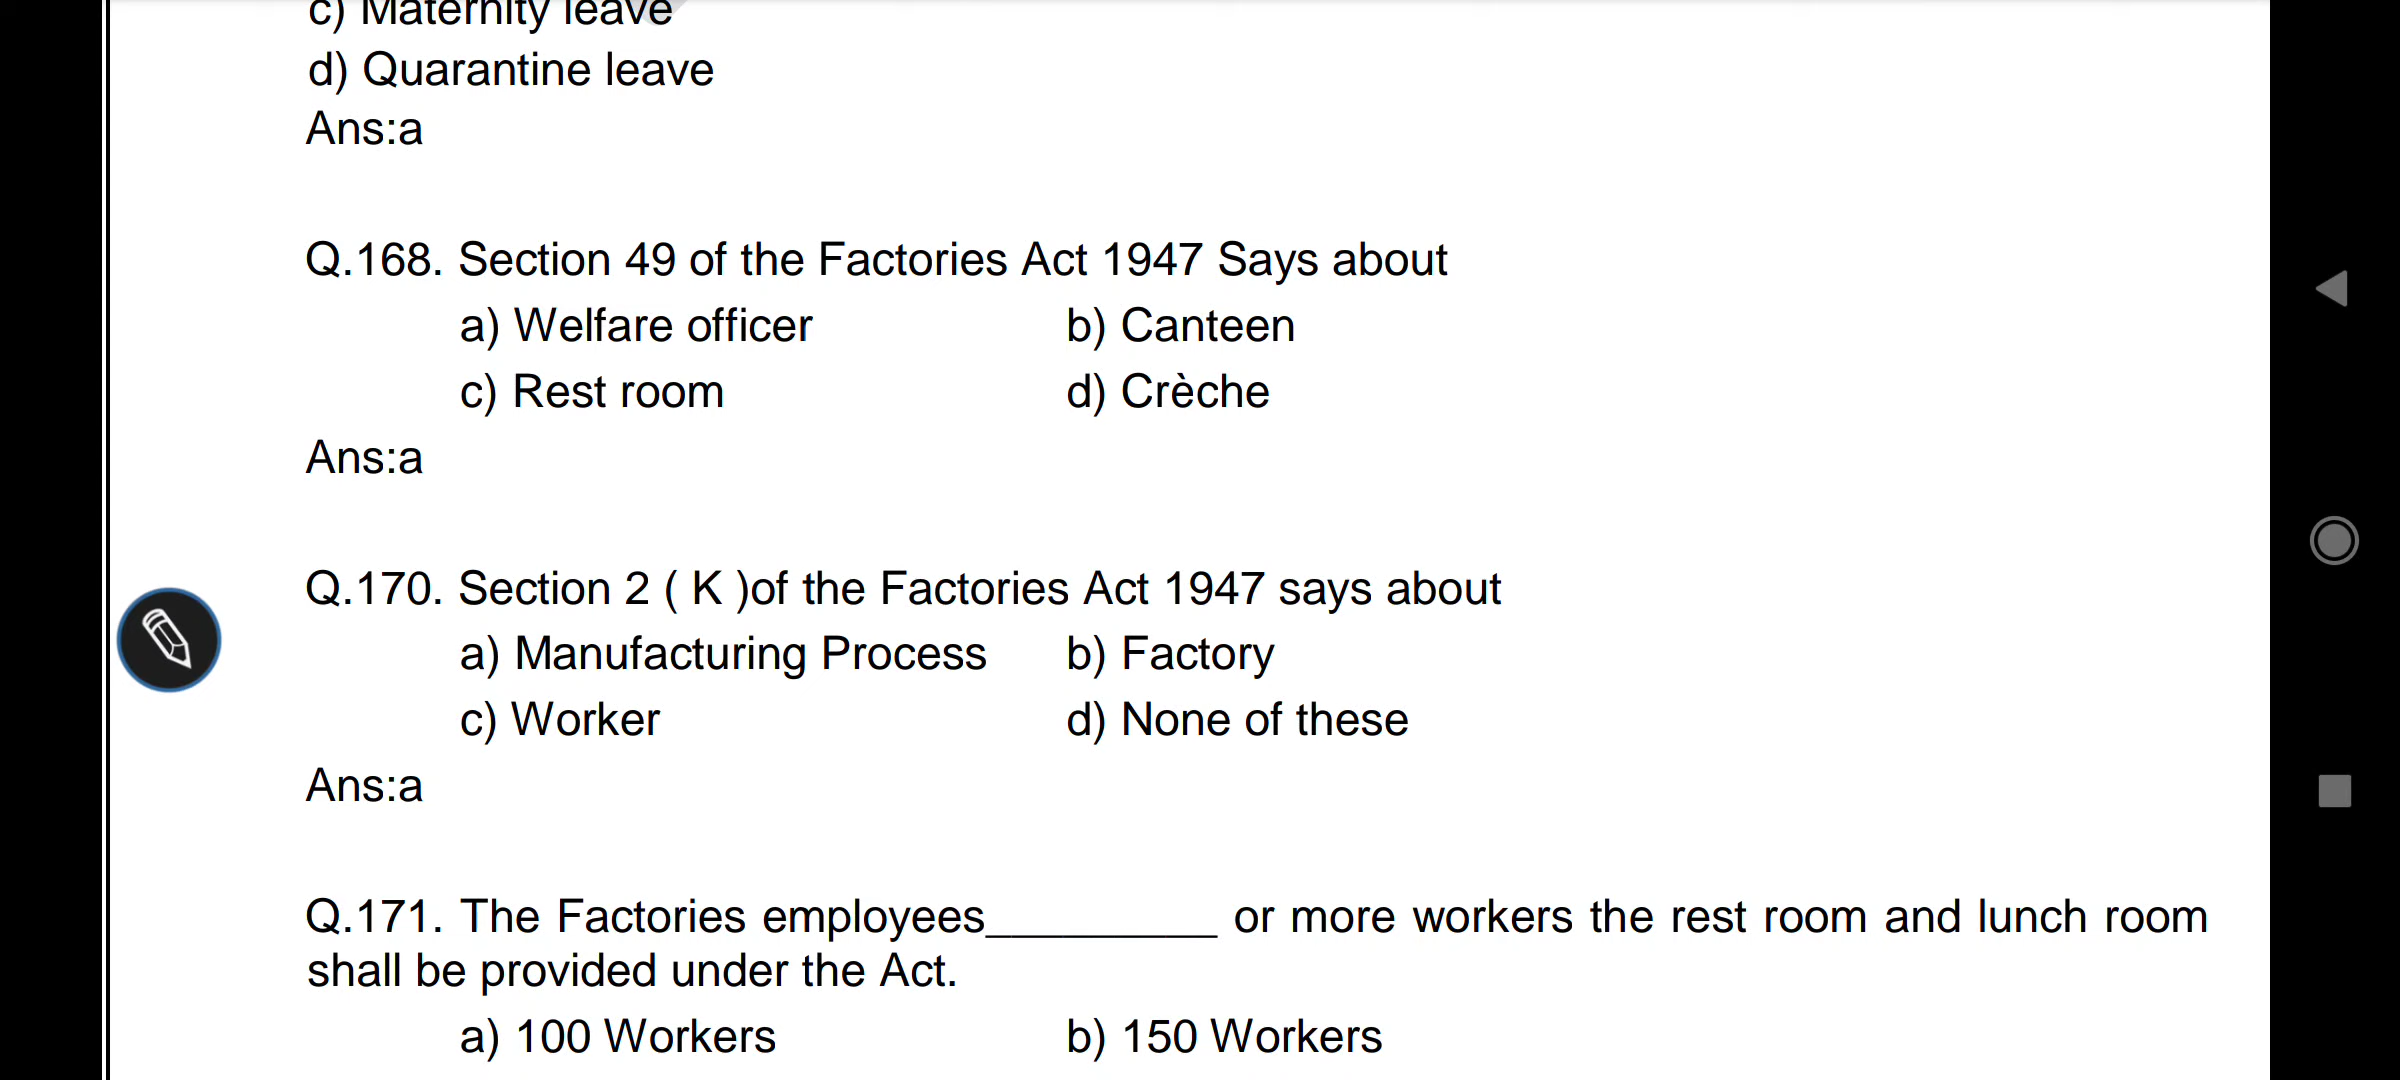 c) Maternity leave
d) Quarantine leave
Ans:a
Q.168. Section 49 of the Factories Act 1947 Says about
a) Welfare officer b) Canteen
c) Rest room d) Crèche
Ans:a
Q.170. Section 2 ( K )of the Factories Act 1947 says about
a) Manufacturing Process b) Factory
c) Worker d) None of these
Ans:a
Q.171. The Factories employees_________ or more workers the rest room and lunch room
shall be provided under the Act.
a) 100 Workers b) 150 Workers